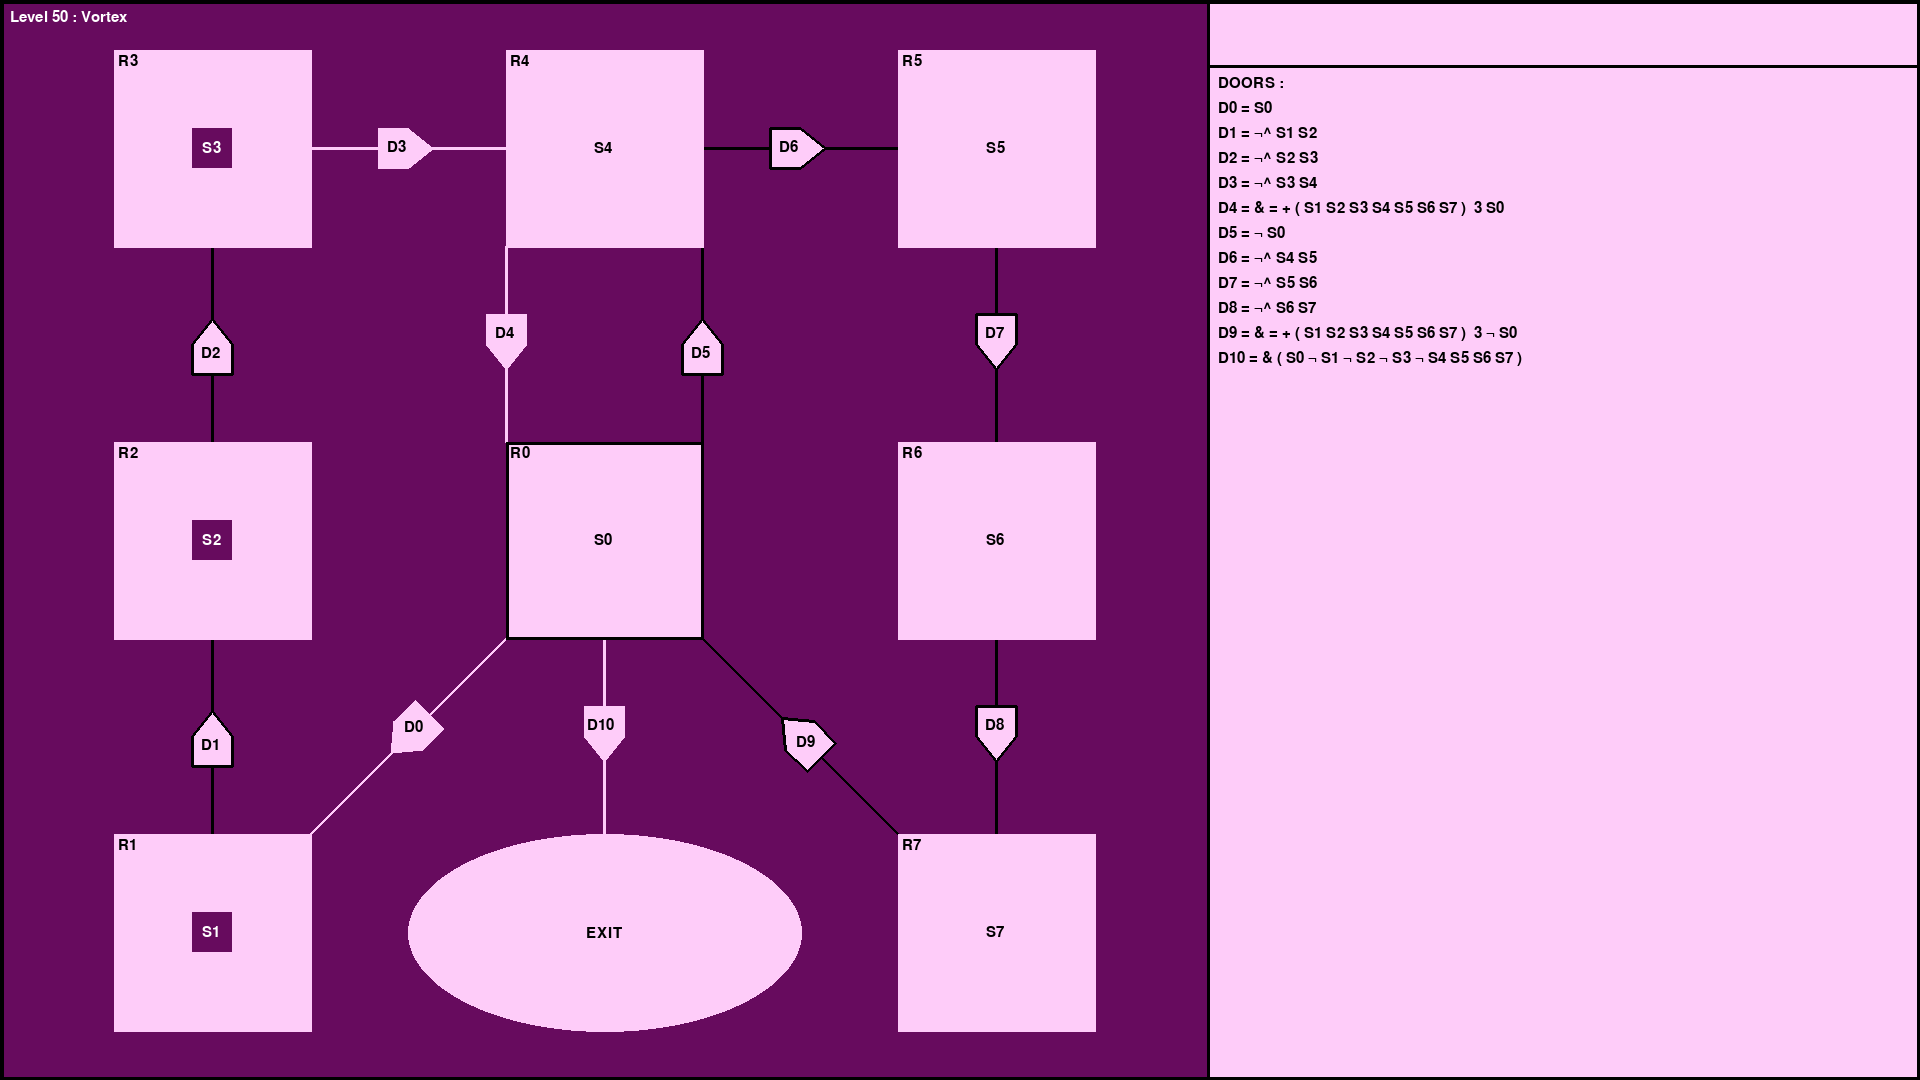 Level 50 : Vortex
R3
R4
R5
S3
D3
S4
D6
S5
D4
D7
D2
D5
R2
R0
R6
S2
S0
S6
D0
D10
D8
D1
D9
R1
R7
S1
EXIT
S7
DOORS :
D0 = S0
D1 = ¬^ S1 S2
D2 = ¬^ S2 S3
D3 = ¬^ S3 S4
D4 = & = + ( S1 S2 S3 S4 S5 S6 S7 ) 3 S0
D5 = ¬ S0
D6 = ¬^ S4 S5
D7 = ¬^ S5 S6
D8 = ¬^ S6 S7
D9 = & = + ( S1 S2 S3 S4 S5 S6 S7 ) 3 ¬ S0
D10 = & ( S0 ¬ S1 ¬ S2 ¬ S3 ¬ S4 S5 S6 S7 )